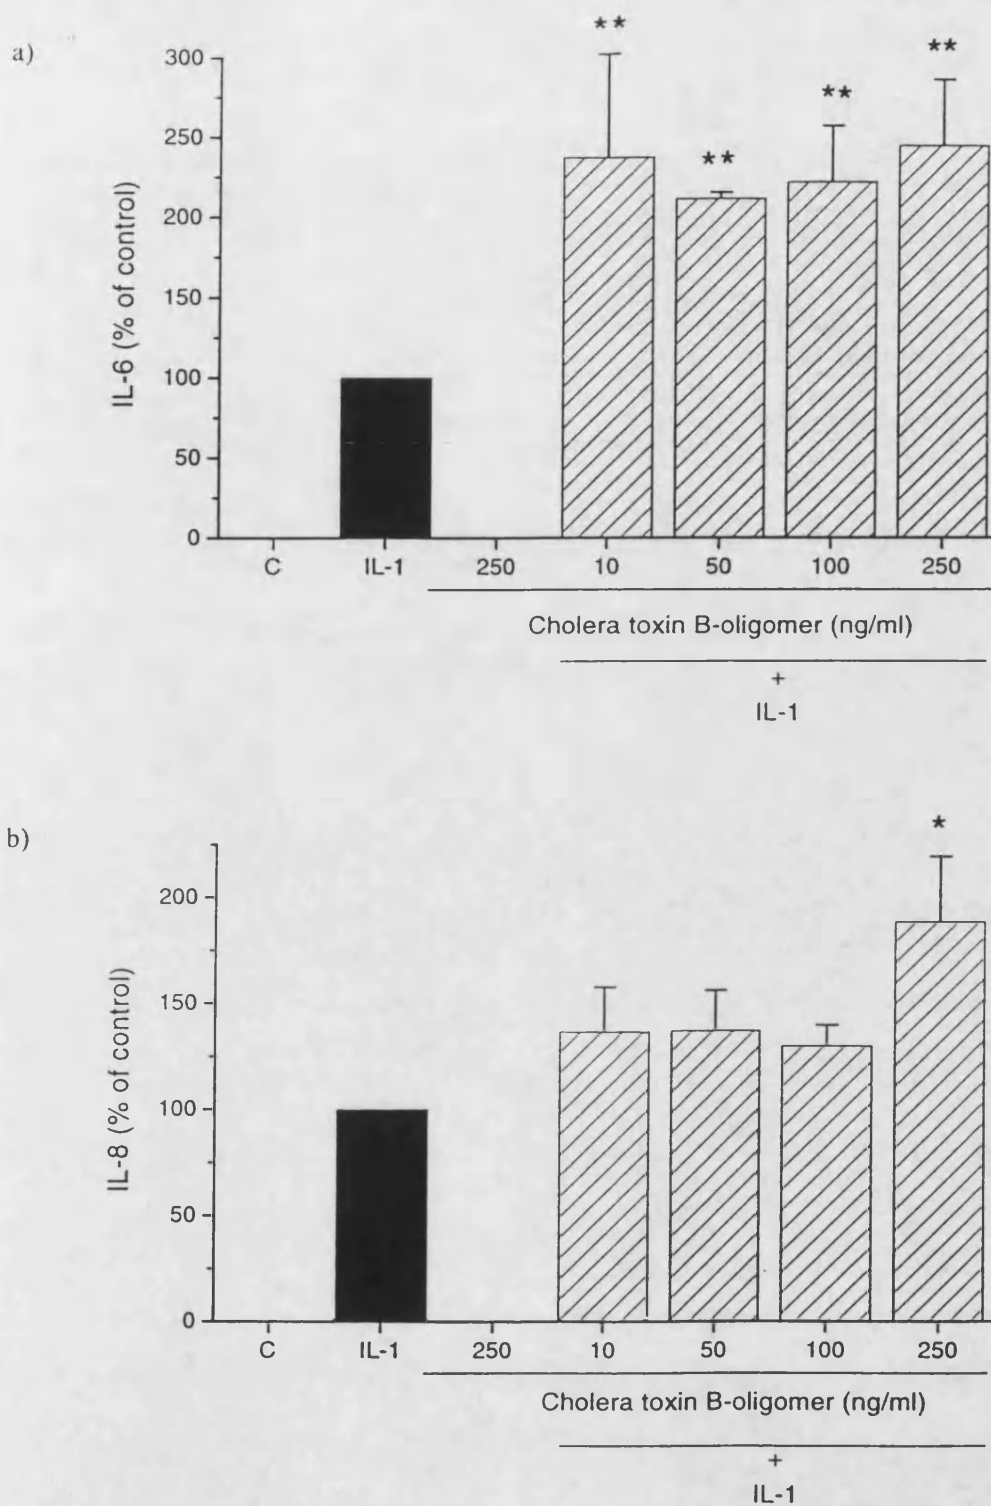 a)
**
**
**
**
300
250
200
150
100
50
0
IL-6 (% of control)
C IL-1 250 10 50 100 250
Cholera toxin B-oligomer (ng/ml)
+
IL-1
b)
*
200
150
100
50
0
IL-8 (% of control)
C IL-1 250 10 50 100 250
Cholera toxin B-oligomer (ng/ml)
+
IL-1